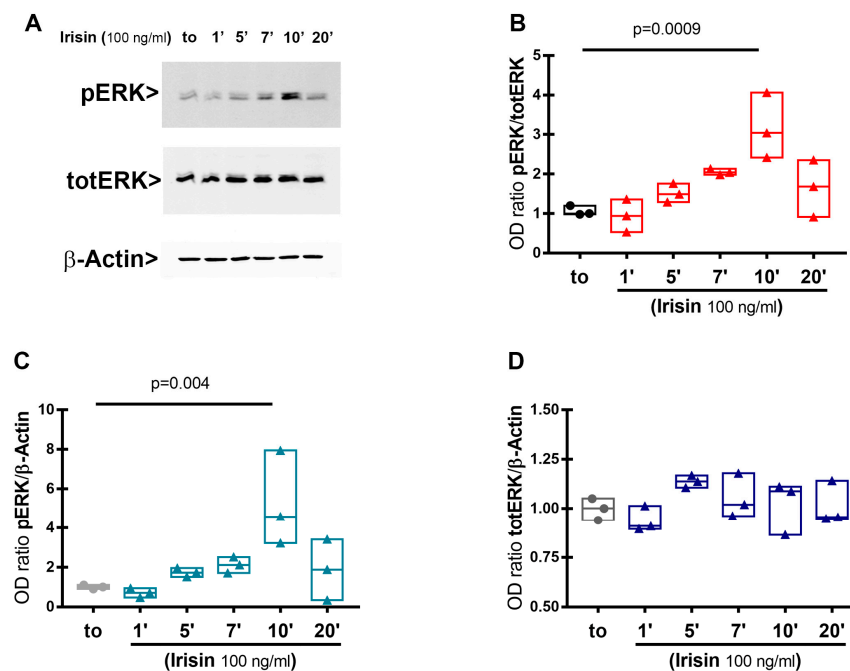 A
Irisin (100 ng/ml) to 1’ 5’ 7’ 10’ 20’
pERK>
totERK>
β-Actin>
B
p=0.0009
OD ratio pERK/totERK
5
4
3
2
1
0
to 1' 5' 7' 10' 20'
(Irisin 100 ng/ml)
C
p=0.004
OD ratio pERK/β-Actin
10
8
6
4
2
0
to 1' 5' 7' 10' 20'
(Irisin 100 ng/ml)
D
OD ratio totERK/β-Actin
1.50
1.25
1.00
0.75
0.50
to 1' 5' 7' 10' 20'
(Irisin 100 ng/ml)